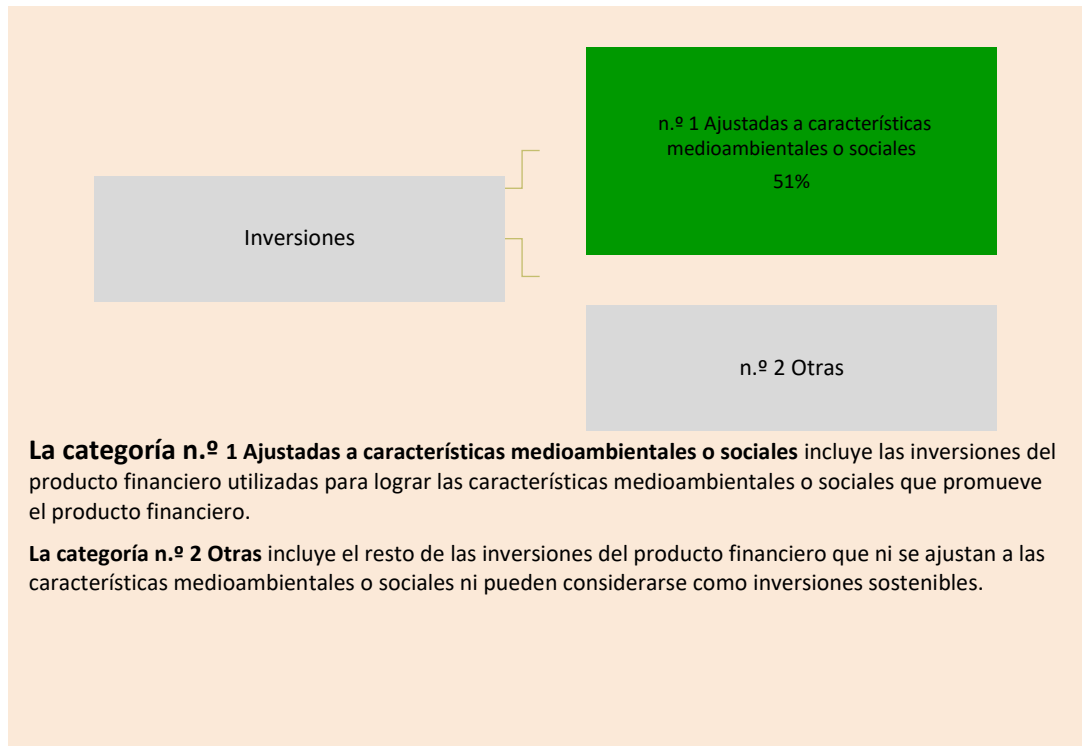 n.º 1 Ajustadas a características
medioambientales o sociales
51%
Inversiones
n.º 2 Otras
La categoría n.º 1 Ajustadas a características medioambientales o sociales incluye las inversiones del
producto financiero utilizadas para lograr las características medioambientales o sociales que promueve
el producto financiero.
La categoría n.º 2 Otras incluye el resto de las inversiones del producto financiero que ni se ajustan a las
características medioambientales o sociales ni pueden considerarse como inversiones sostenibles.